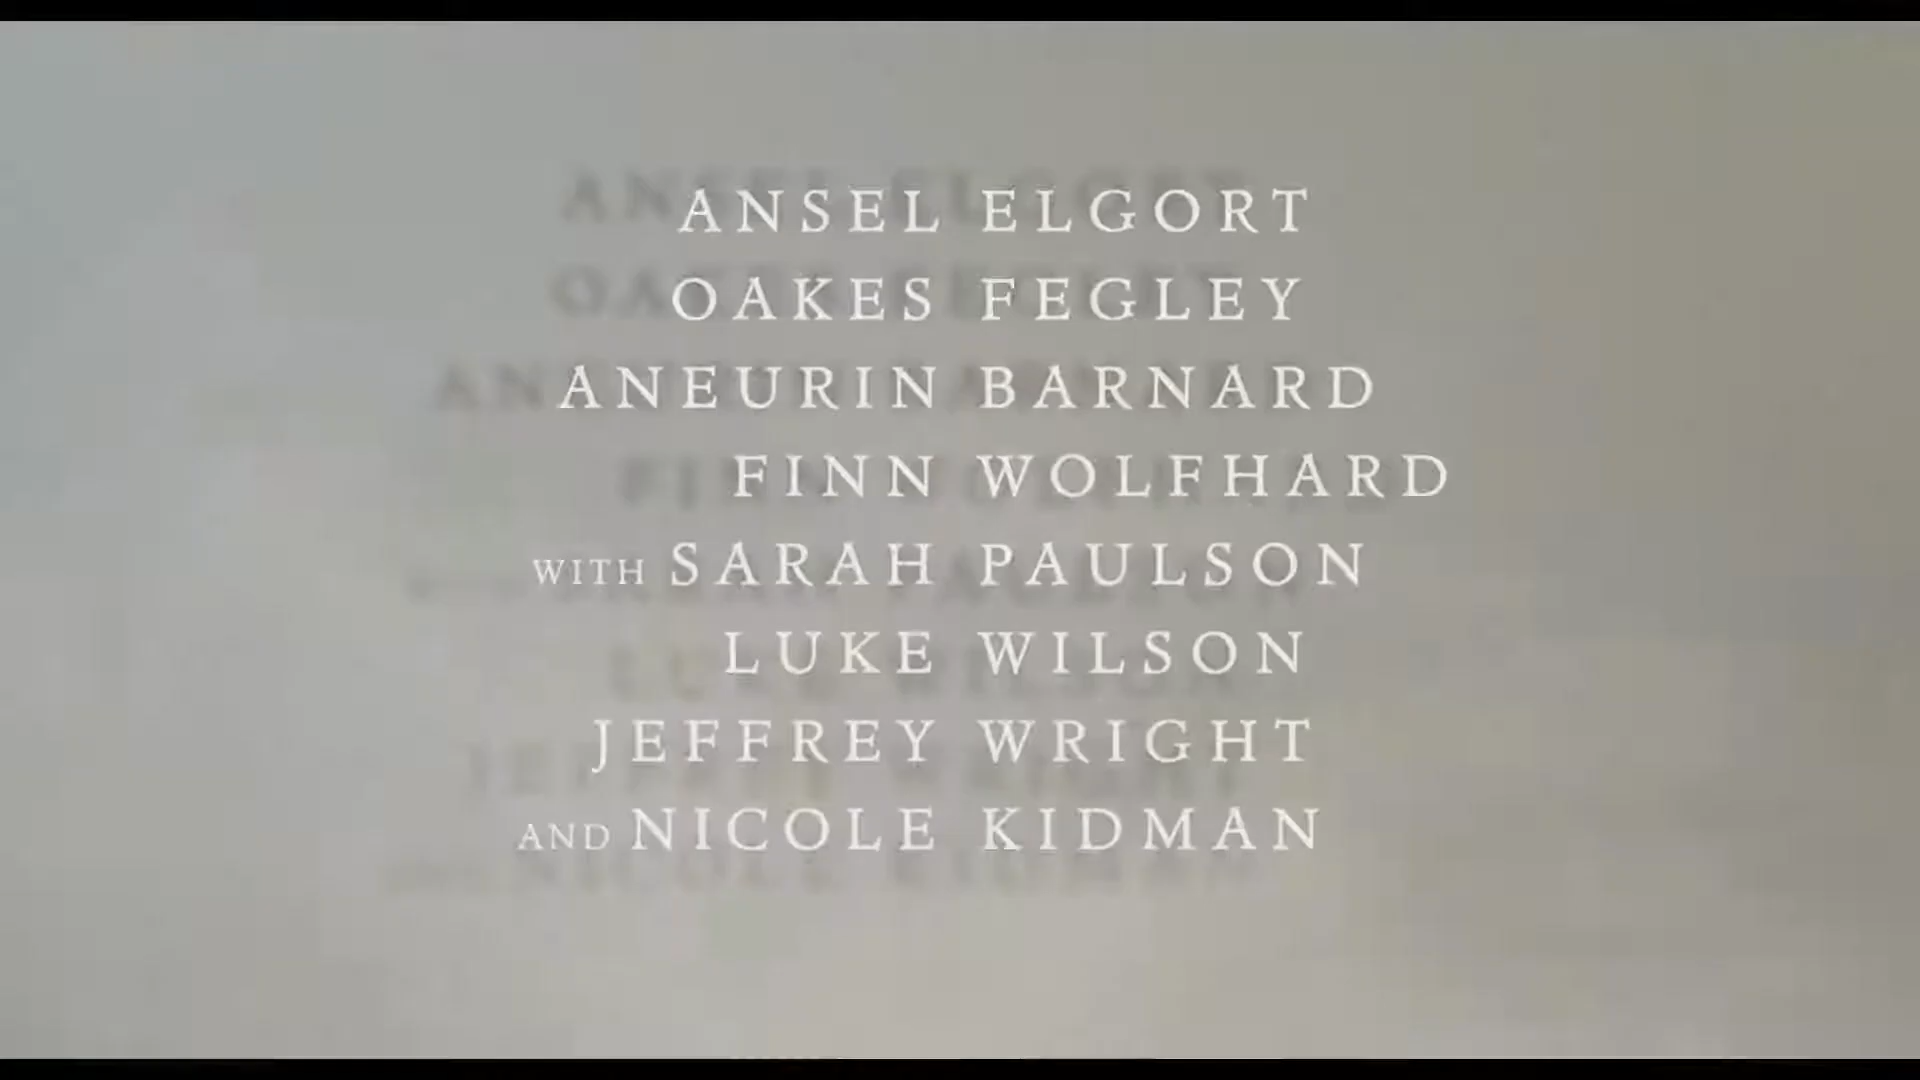 ANSEL ELGORT
OAKES FEGLEY
ANEURIN BARNARD
FINN WOLFHARD
WITH SARAH PAULSON
LUKE WILSON
JEFFREY WRIGHT
AND NICOLE KIDMAN